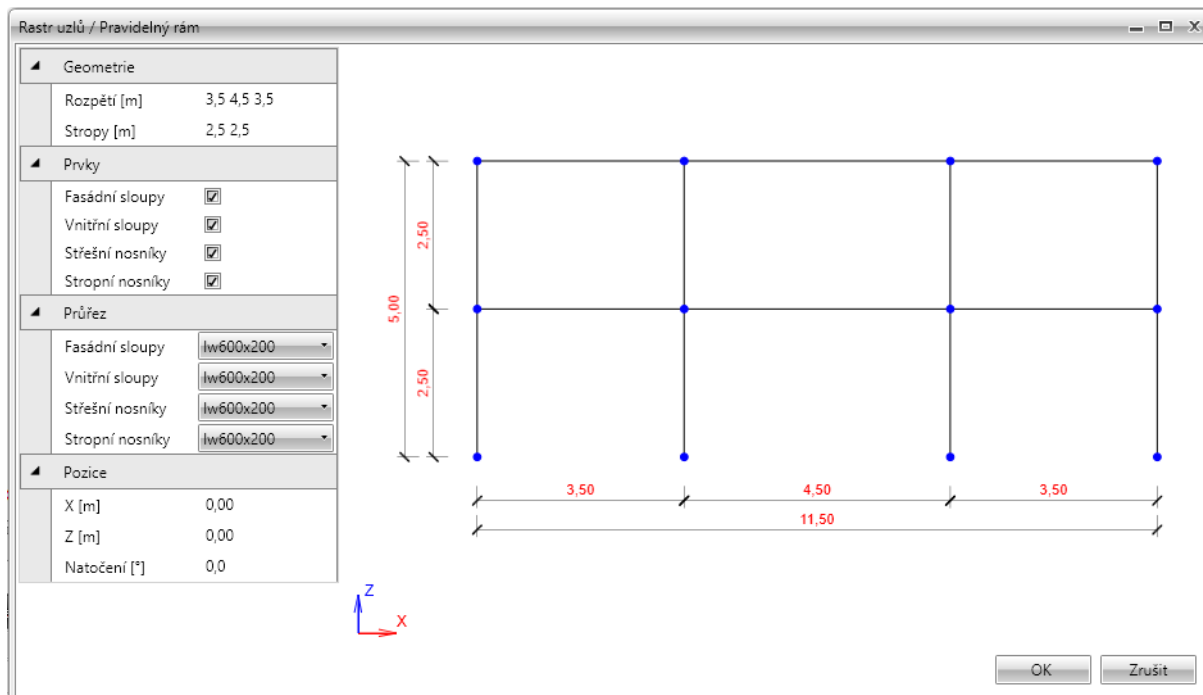 Rastr uzlů / Pravidelný rám
Geometrie
Rozpětí [m] 3,5 4,5 3,5
Stropy [m] 2,5 2,5
Prvky
Fasádní sloupy
Vnitřní sloupy
Střešní nosníky
Stropní nosníky
Průřez
Fasádní sloupy Iw600x200
Vnitřní sloupy Iw600x200
Střešní nosníky Iw600x200
Stropní nosníky Iw600x200
Pozice
X [m] 0,00
Z [m] 0,00
Natočení [°] 0,0
2,50
5,00
2,50
3,50 4,50 3,50
11,50
Z
X
OK Zrušit